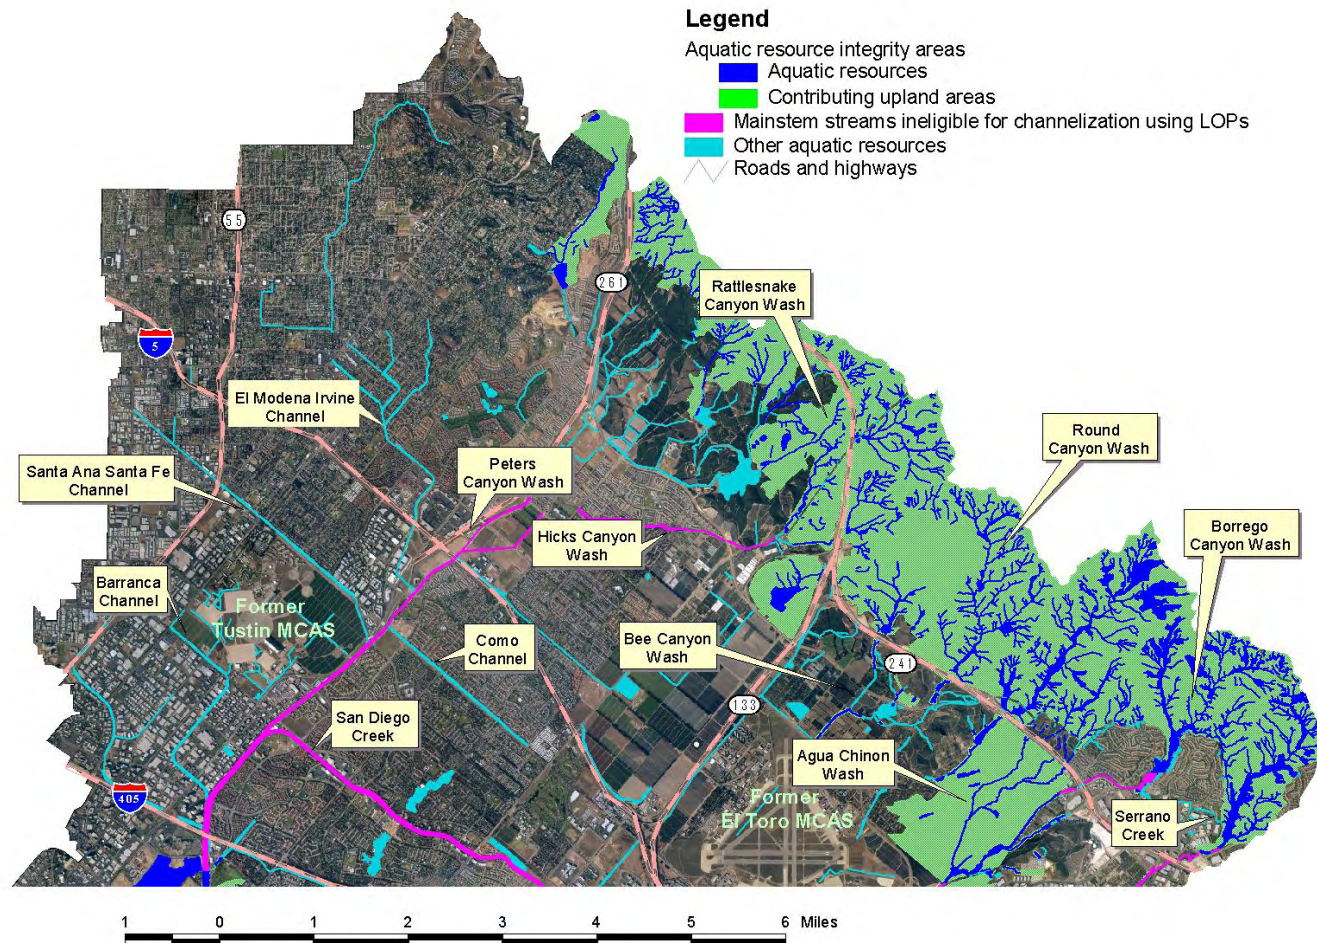 Legend
Aquatic resource integrity areas
Aquatic resources
Contributing upland areas
Mainstem streams ineligible for channelization using LOPs
Other aquatic resources
Roads and highways
55
261
5
Rattlesnake
Canyon Wash
El Modena Irvine
Channel
Round
Canyon Wash
Santa Ana Santa Fe
Channel
Peters
Canyon Wash
Hicks Canyon
Wash
Borrego
Canyon Wash
Barranca
Channel
Former
Tustin MCAS
Como
Channel
Bee Canyon
Wash
241
133
San Diego
Creek
Agua Chinon
Wash
405
Former
El Toro MCAS
Serrano
Creek
1 0 1 2 3 4 5 6 Miles